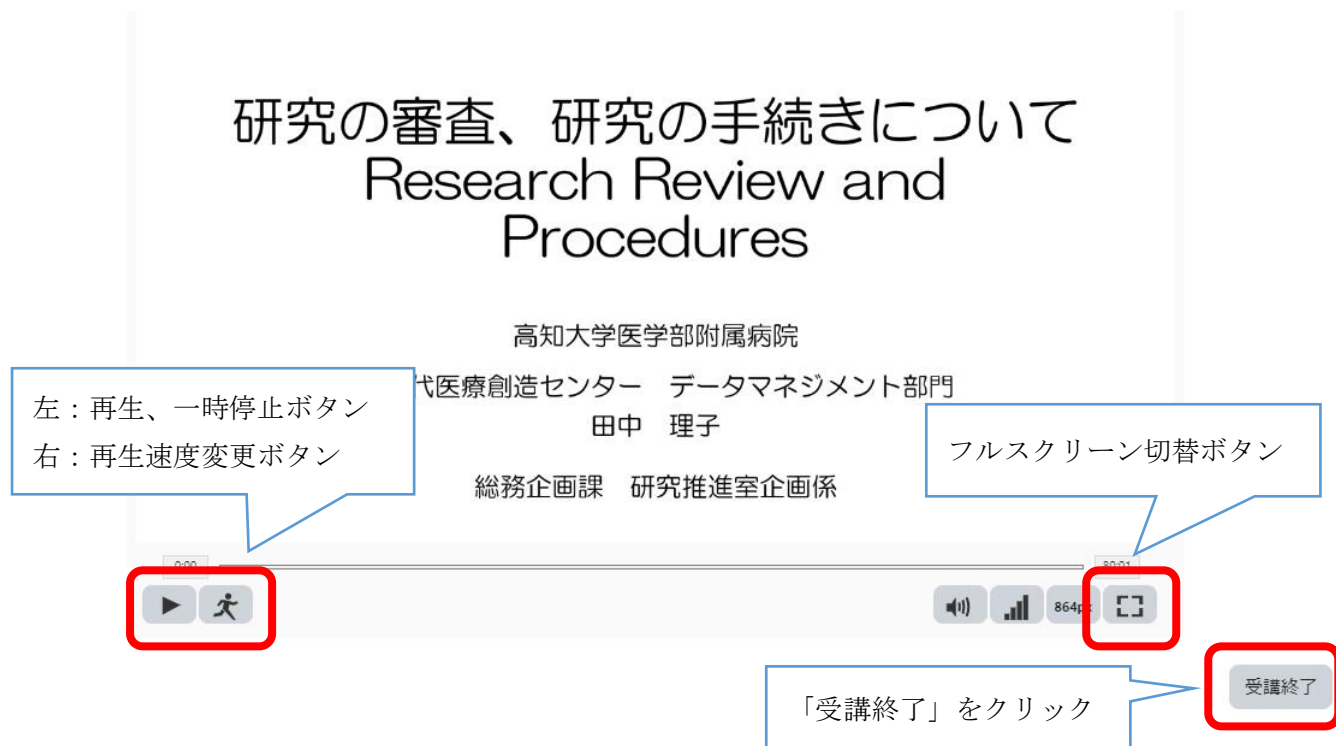 研究の審査、研究の手続きについて
Research Review and
Procedures
高知大学医学部附属病院
代医療創造センター　データマネジメント部門
田中　理子
総務企画課　研究推進室企画係
左：再生、一時停止ボタン
右：再生速度変更ボタン
フルスクリーン切替ボタン
0:00
80:01
864px
受講終了
「受講終了」をクリック